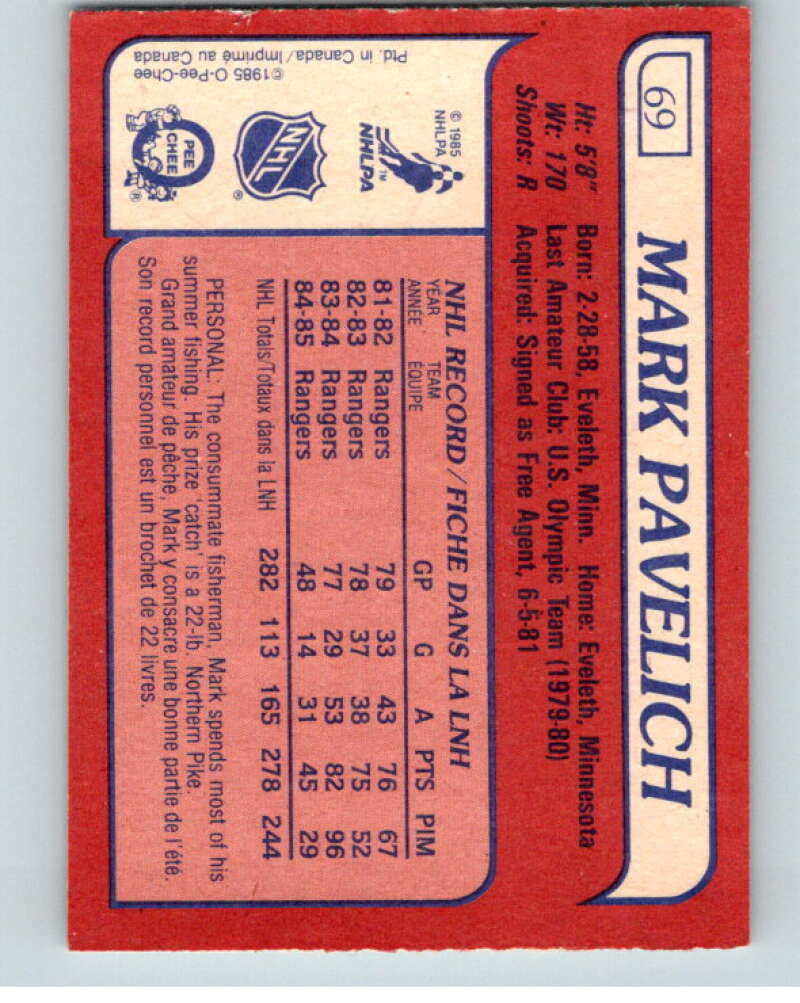 69
MARK PAVELICH
Ht: 5'8" Born: 2-28-58, Eveleth, Minn. Home: Eveleth, Minnesota
Wt: 170 Last Amateur Club: U.S. Olympic Team (1979-80)
Shoots: R Acquired: Signed as Free Agent, 6-5-81
© 1985
NHLPA
NHLPA™
NHL ®
O
PEE
CHEE ®
©1985 O-Pee-Chee
Ptd. in Canada/Imprimé au Canada
NHL RECORD/FICHE DANS LA LNH
YEAR TEAM
ANNÉE ÉQUIPE GP G A PTS PIM
81-82 Rangers 79 33 43 76 67
82-83 Rangers 78 37 38 75 52
83-84 Rangers 77 29 53 82 96
84-85 Rangers 48 14 31 45 29
NHL Totals/Totaux dans la LNH 282 113 165 278 244
PERSONAL: The consummate fisherman, Mark spends most of his
summer fishing. His prize 'catch' is a 22-lb. Northern Pike.
Grand amateur de pêche, Mark y consacre une bonne partie de l'été.
Son record personnel est un brochet de 22 livres.